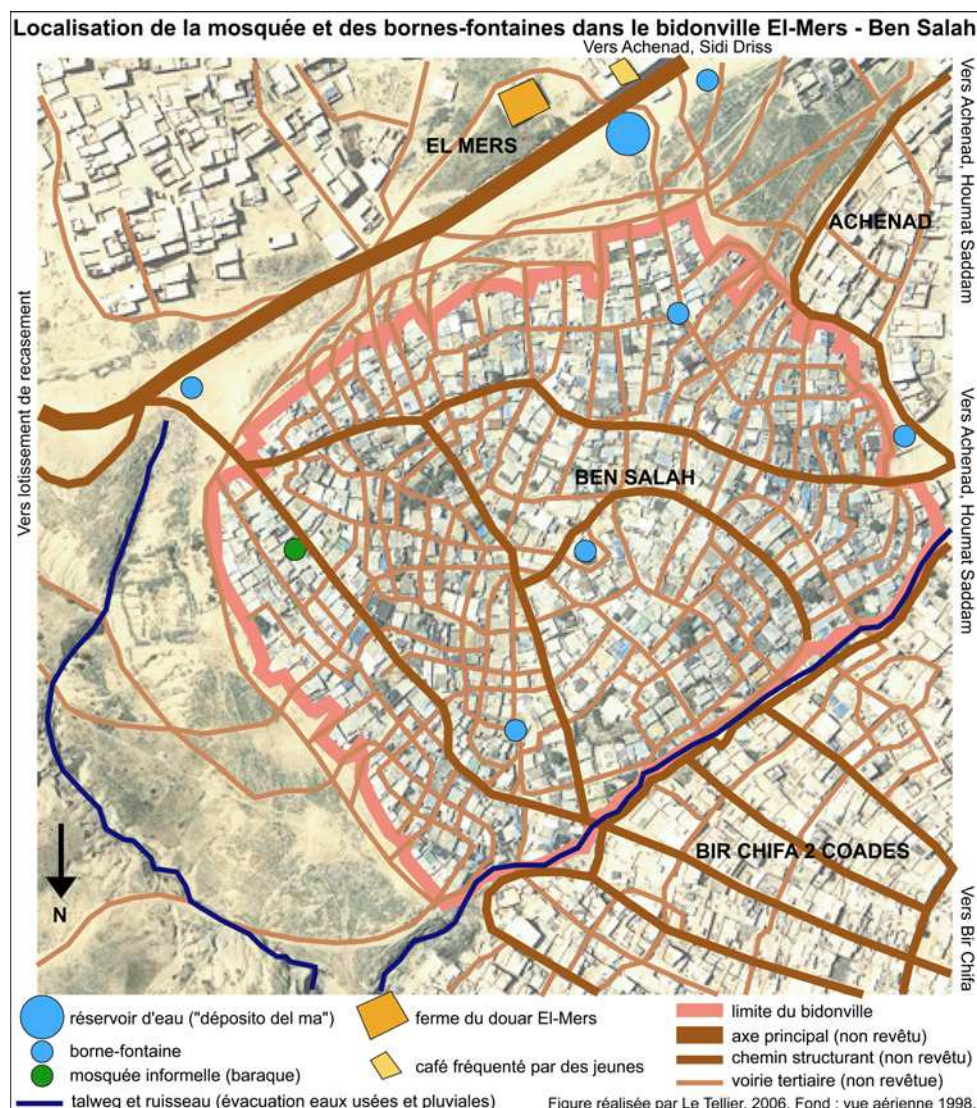 Localisation de la mosquée et des bornes-fontaines dans le bidonville El-Mers - Ben Salah
Vers Achenad, Sidi Driss
EL MERS
ACHENAD
Vers Achenad, Houmat Saddam
Vers lotissement de recasement
BEN SALAH
Vers Achenad, Houmat Saddam
BIR CHIFA 2 COADES
Vers Bir Chifa
N
réservoir d'eau ("déposito del ma")
borne-fontaine
mosquée informelle (baraque)
talweg et ruisseau (évacuation eaux usées et pluviales)
ferme du douar El-Mers
café fréquenté par des jeunes
limite du bidonville
axe principal (non revêtu)
chemin structurant (non revêtu)
voirie tertiaire (non revêtue)
Figure réalisée par Le Tellier, 2006. Fond : vue aérienne 1998.